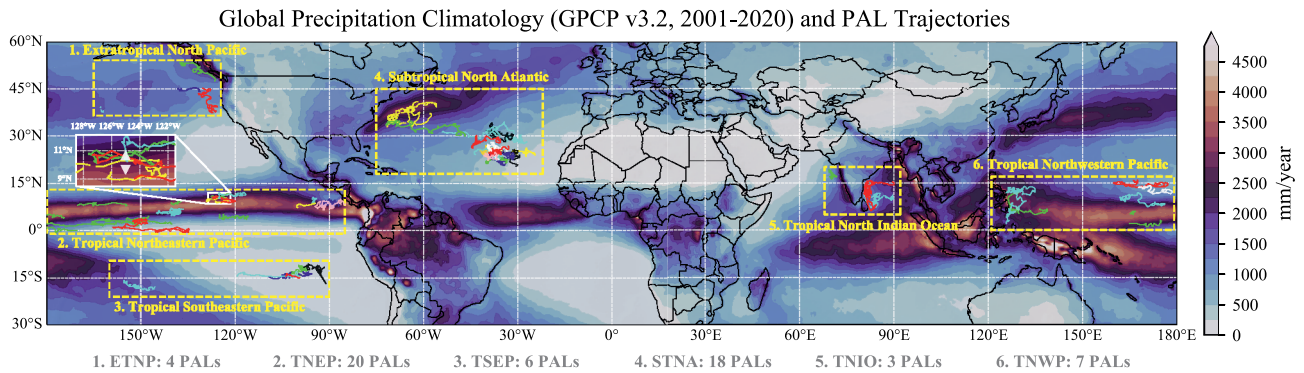 Global Precipitation Climatology (GPCP v3.2, 2001-2020) and PAL Trajectories
60°N
45°N
30°N
15°N
0°
15°S
30°S
1. Extratropical North Pacific
4. Subtropical North Atlantic
128°W 126°W 124°W 122°W
11°N
9°N
6. Tropical Northwestern Pacific
5. Tropical North Indian Ocean
2. Tropical Northeastern Pacific
3. Tropical Southeastern Pacific
150°W 120°W 90°W 60°W 30°W 0° 30°E 60°E 90°E 120°E 150°E 180°E
4500
4000
3500
3000
2500
2000
1500
1000
500
0
mm/year
1. ETNP: 4 PALs 2. TNEP: 20 PALs 3. TSEP: 6 PALs 4. STNA: 18 PALs 5. TNIO: 3 PALs 6. TNWP: 7 PALs